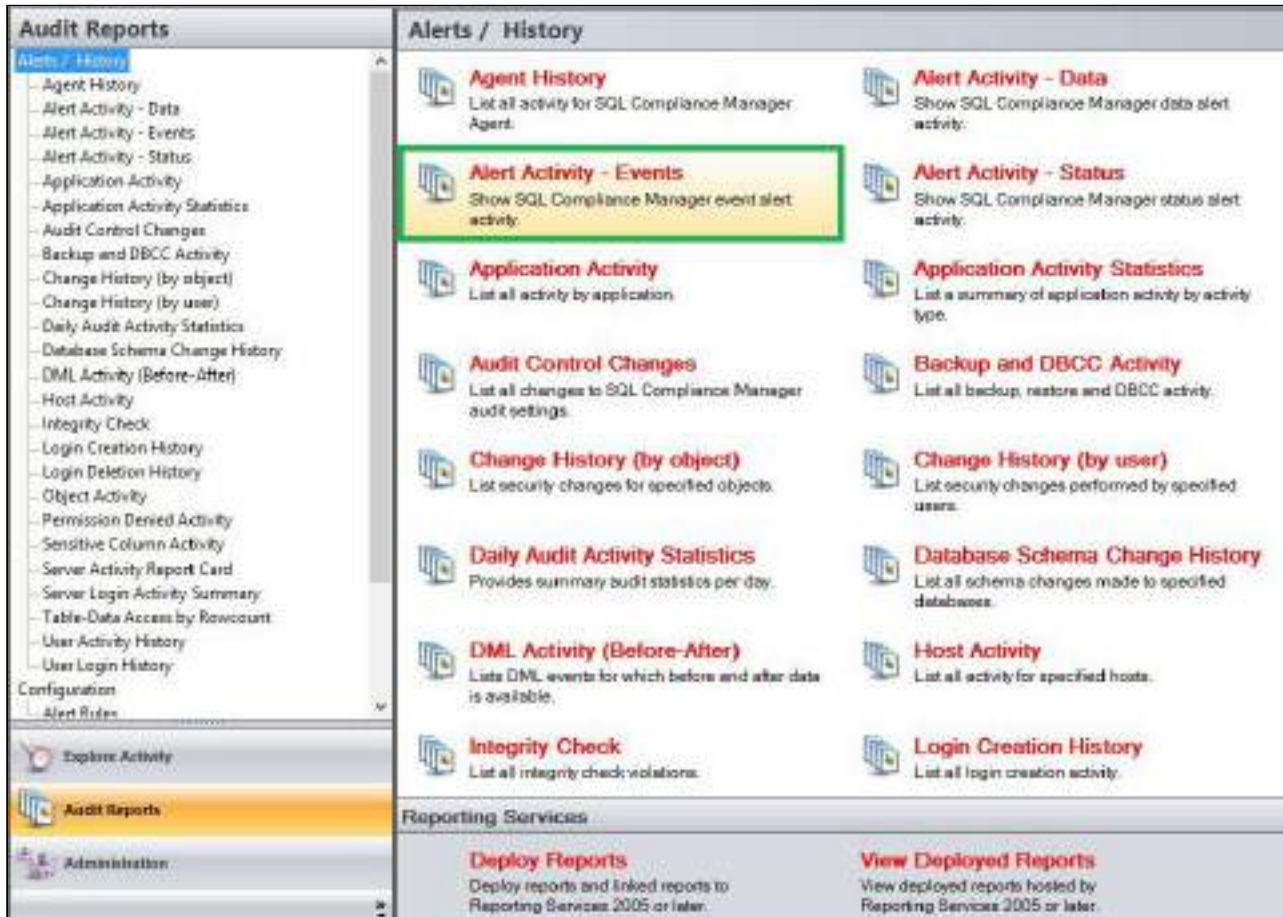 Audit Reports
Alerts / History
Agent History
Alert Activity - Data
Alert Activity - Events
Alert Activity - Status
Application Activity
Application Activity Statistics
Audit Control Changes
Backup and DBCC Activity
Change History (by object)
Change History (by user)
Daily Audit Activity Statistics
Database Schema Change History
DML Activity (Before-After)
Host Activity
Integrity Check
Login Creation History
Login Deletion History
Object Activity
Permission Denied Activity
Sensitive Column Activity
Server Activity Report Card
Server Login Activity Summary
Table-Data Access by Rowcount
User Activity History
User Login History
Configuration
Alert Rules
Explore Activity
Audit Reports
Administration
Alerts / History
Agent History
List all activity for SQL Compliance Manager
Agent.
Alert Activity - Data
Show SQL Compliance Manager data alert
activity.
Alert Activity - Events
Show SQL Compliance Manager event alert
activity.
Alert Activity - Status
Show SQL Compliance Manager status alert
activity.
Application Activity
List all activity by application.
Application Activity Statistics
List a summary of application activity by activity
type.
Audit Control Changes
List all changes to SQL Compliance Manager
audit settings.
Backup and DBCC Activity
List all backup, restore and DBCC activity.
Change History (by object)
List security changes for specified objects.
Change History (by user)
List security changes performed by specified
users.
Daily Audit Activity Statistics
Provides summary audit statistics per day.
Database Schema Change History
List all schema changes made to specified
databases.
DML Activity (Before-After)
Lists DML events for which before and after data
is available.
Host Activity
List all activity for specified hosts.
Integrity Check
List all integrity check violations.
Login Creation History
List all login creation activity.
Reporting Services
Deploy Reports
Deploy reports and linked reports to
Reporting Services 2005 or later.
View Deployed Reports
View deployed reports hosted by
Reporting Services 2005 or later.